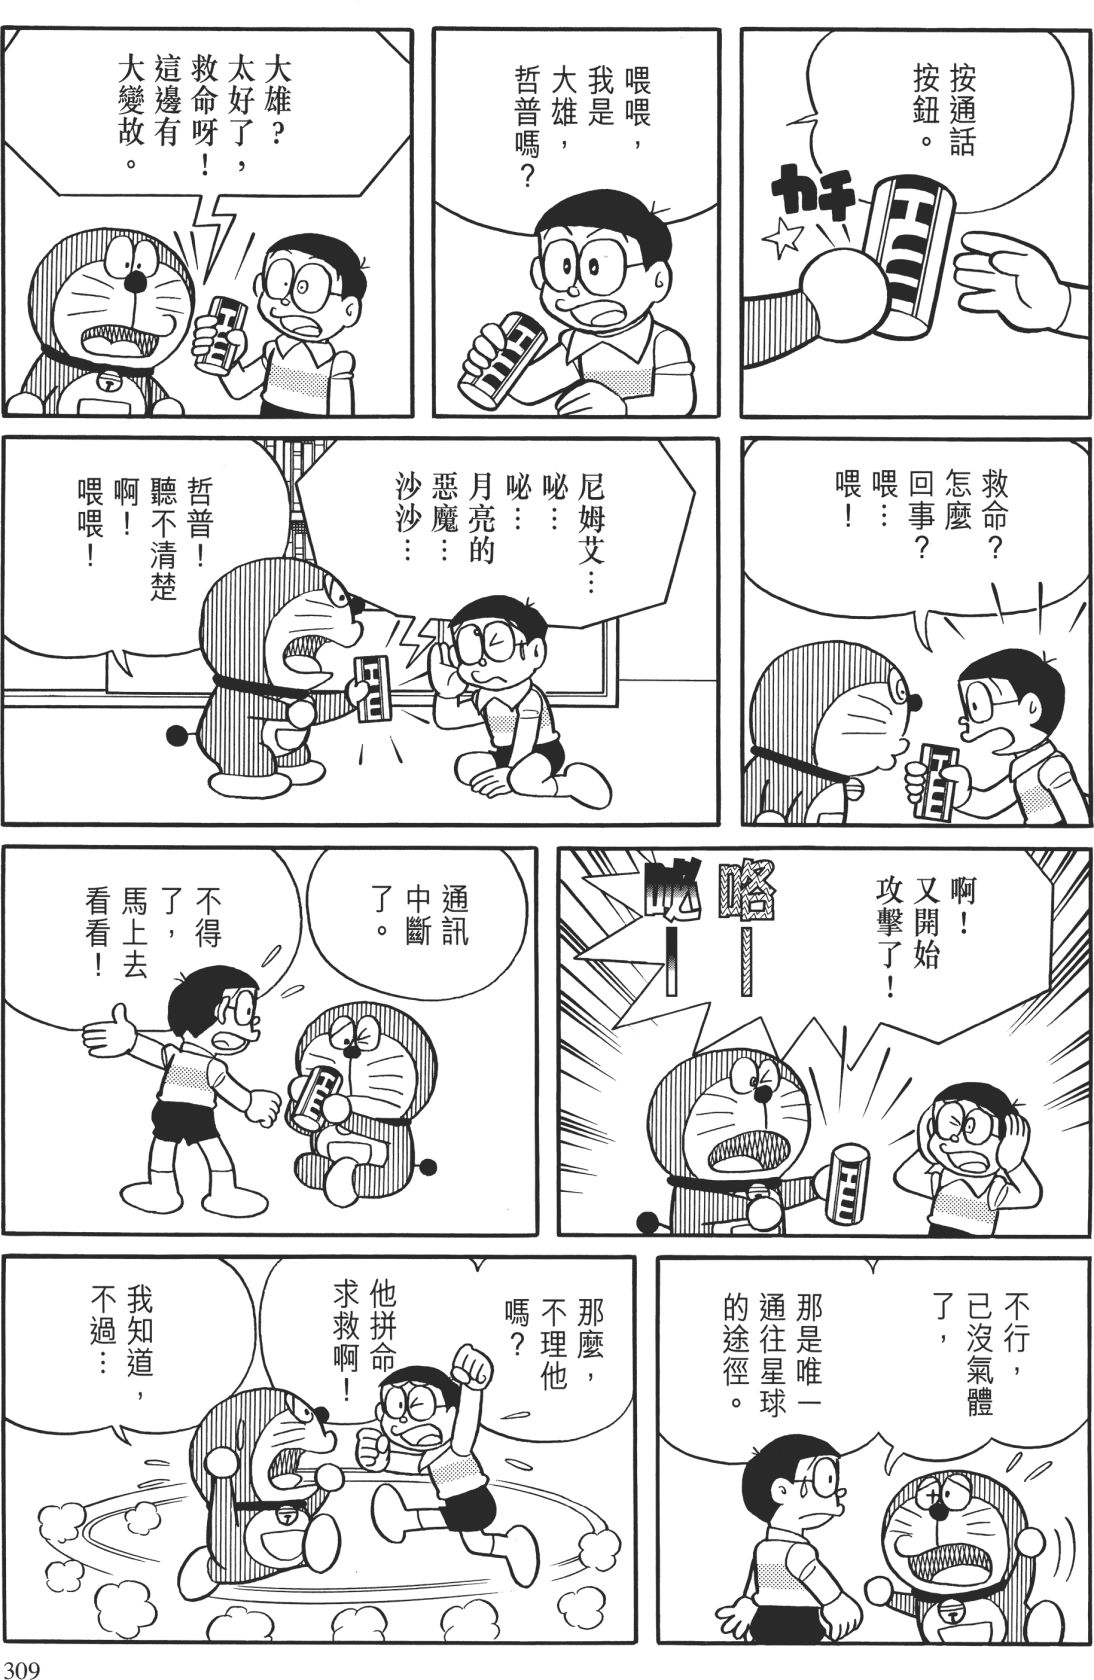 按通話
按鈕。
カチ
喂喂，
我是
大雄，
哲普嗎？
大雄？
太好了，
救命呀！
這邊有
大變故。
救命？
怎麼
回事？
喂…
喂！
尼姆艾…
咇…
咇…
月亮的
惡魔…
沙沙…
哲普！
聽不清楚
啊！
喂喂！
啊！
又開始
攻擊了！
咯—
吰—
通訊
中斷
了。
不得
了，
馬上去
看看！
不行，
已沒氣體
了，
那是唯一
通往星球
的途徑。
那麼，
不理他
嗎？
他拼命
求救啊！
我知道，
不過…
309